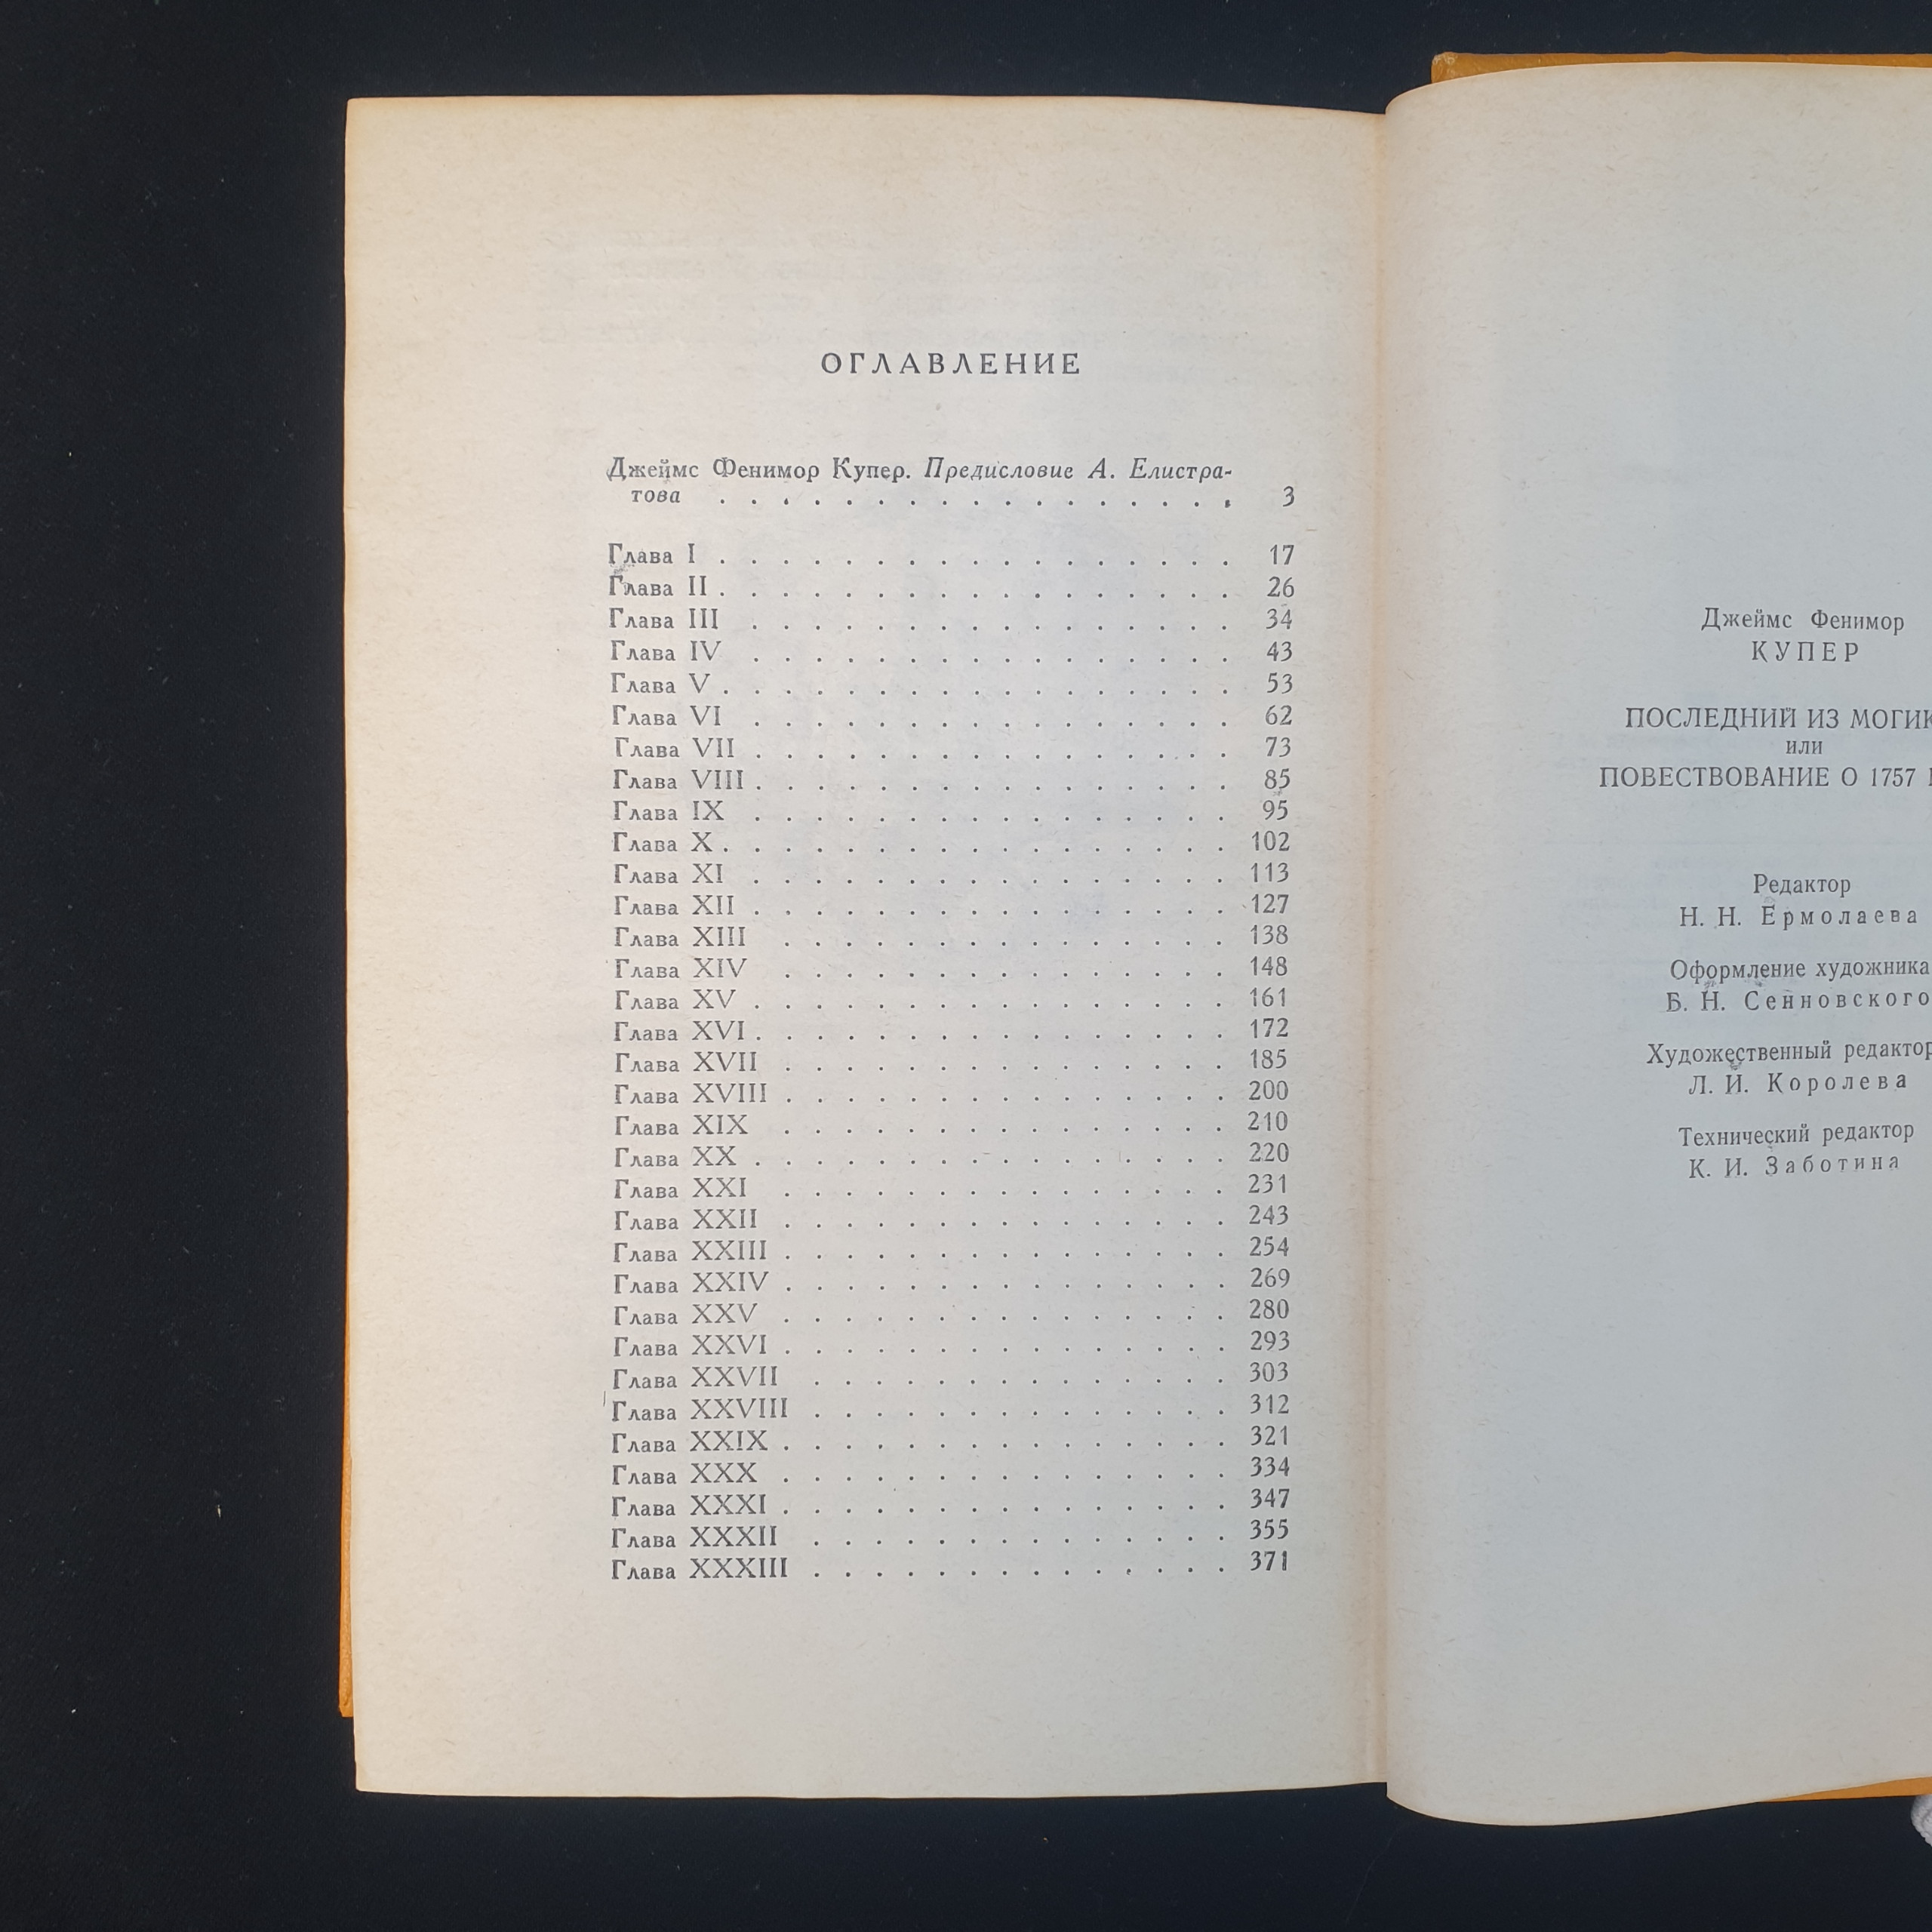 ОГЛАВЛЕНИЕ
Джеймс Фенимор Купер. Предисловие А. Елистра-
това . . . . . . . . . . . . . . . . . 3
Глава I . . . . . . . . . . . . . . . . . 17
Глава II . . . . . . . . . . . . . . . . . 26
Глава III . . . . . . . . . . . . . . . . 34
Глава IV . . . . . . . . . . . . . . . . 43
Глава V . . . . . . . . . . . . . . . . . 53
Глава VI . . . . . . . . . . . . . . . . 62
Глава VII . . . . . . . . . . . . . . . . 73
Глава VIII . . . . . . . . . . . . . . . . 85
Глава IX . . . . . . . . . . . . . . . . 95
Глава X . . . . . . . . . . . . . . . . . 102
Глава XI . . . . . . . . . . . . . . . . 113
Глава XII . . . . . . . . . . . . . . . . 127
Глава XIII . . . . . . . . . . . . . . . 138
Глава XIV . . . . . . . . . . . . . . . 148
Глава XV . . . . . . . . . . . . . . . . 161
Глава XVI . . . . . . . . . . . . . . . . 172
Глава XVII . . . . . . . . . . . . . . . 185
Глава XVIII . . . . . . . . . . . . . . . 200
Глава XIX . . . . . . . . . . . . . . . 210
Глава XX . . . . . . . . . . . . . . . . 220
Глава XXI . . . . . . . . . . . . . . . 231
Глава XXII . . . . . . . . . . . . . . . 243
Глава XXIII . . . . . . . . . . . . . . . 254
Глава XXIV . . . . . . . . . . . . . . . 269
Глава XXV . . . . . . . . . . . . . . . 280
Глава XXVI . . . . . . . . . . . . . . . 293
Глава XXVII . . . . . . . . . . . . . . 303
Глава XXVIII . . . . . . . . . . . . . . 312
Глава XXIX . . . . . . . . . . . . . . . 321
Глава XXX . . . . . . . . . . . . . . . 334
Глава XXXI . . . . . . . . . . . . . . . 347
Глава XXXII . . . . . . . . . . . . . . 355
Глава XXXIII . . . . . . . . . . . . . . 371
Джеймс Фенимор
КУПЕР
ПОСЛЕДНИЙ ИЗ МОГИК
или
ПОВЕСТВОВАНИЕ О 1757
Редактор
Н. Н. Ермолаева
Оформление художника
Б. Н. Сенновского
Художественный редактор
Л. И. Королева
Технический редактор
К. И. Заботина